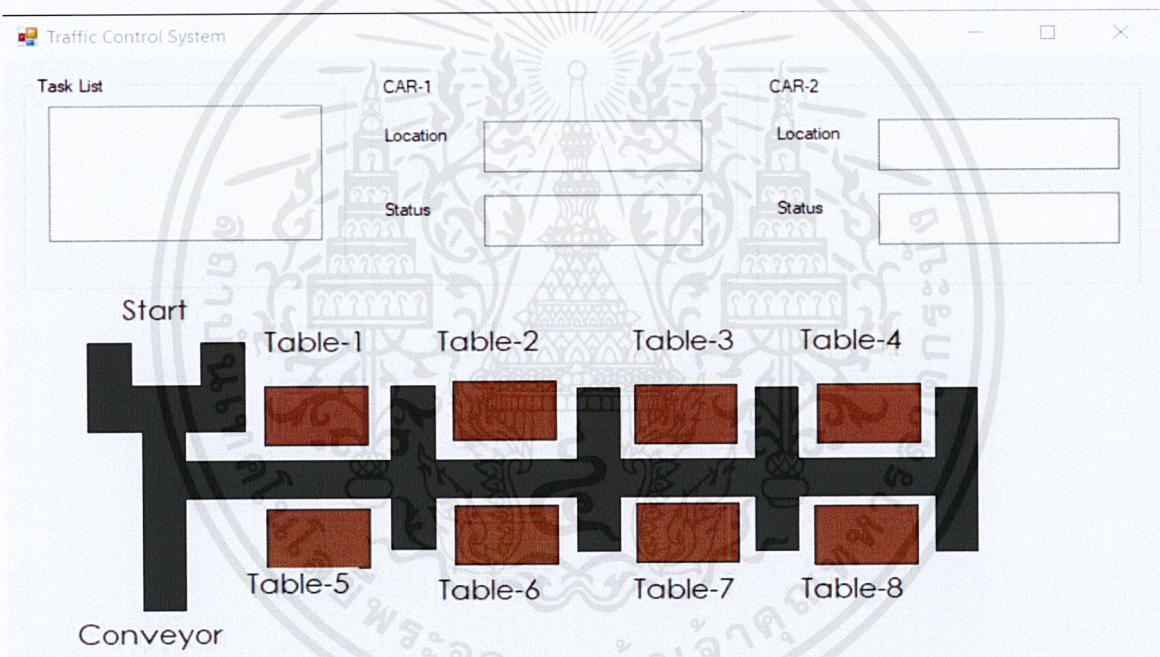 Traffic Control System
Task List
CAR-1
CAR-2
Location
Location
Status
Status
Start
Table-1
Table-2
Table-3
Table-4
Table-5
Table-6
Table-7
Table-8
Conveyor